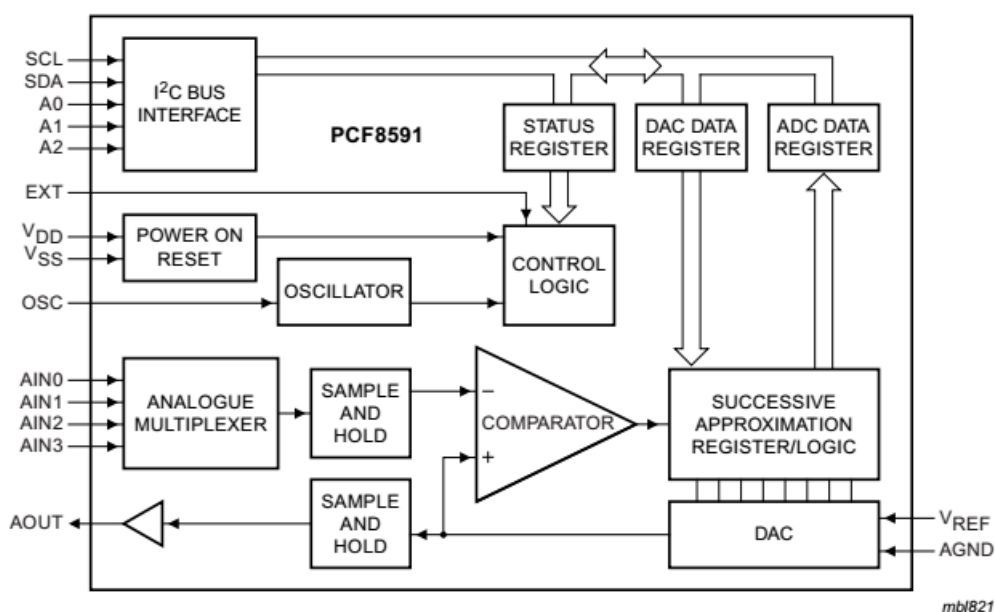 SCL
SDA
A0
A1
A2
I²C BUS
INTERFACE
PCF8591
STATUS
REGISTER
DAC DATA
REGISTER
ADC DATA
REGISTER
EXT
VDD
VSS
POWER ON
RESET
OSC
OSCILLATOR
CONTROL
LOGIC
AIN0
AIN1
AIN2
AIN3
ANALOGUE
MULTIPLEXER
SAMPLE
AND
HOLD
−
COMPARATOR
+
SUCCESSIVE
APPROXIMATION
REGISTER/LOGIC
AOUT
SAMPLE
AND
HOLD
DAC
VREF
AGND
mbl821